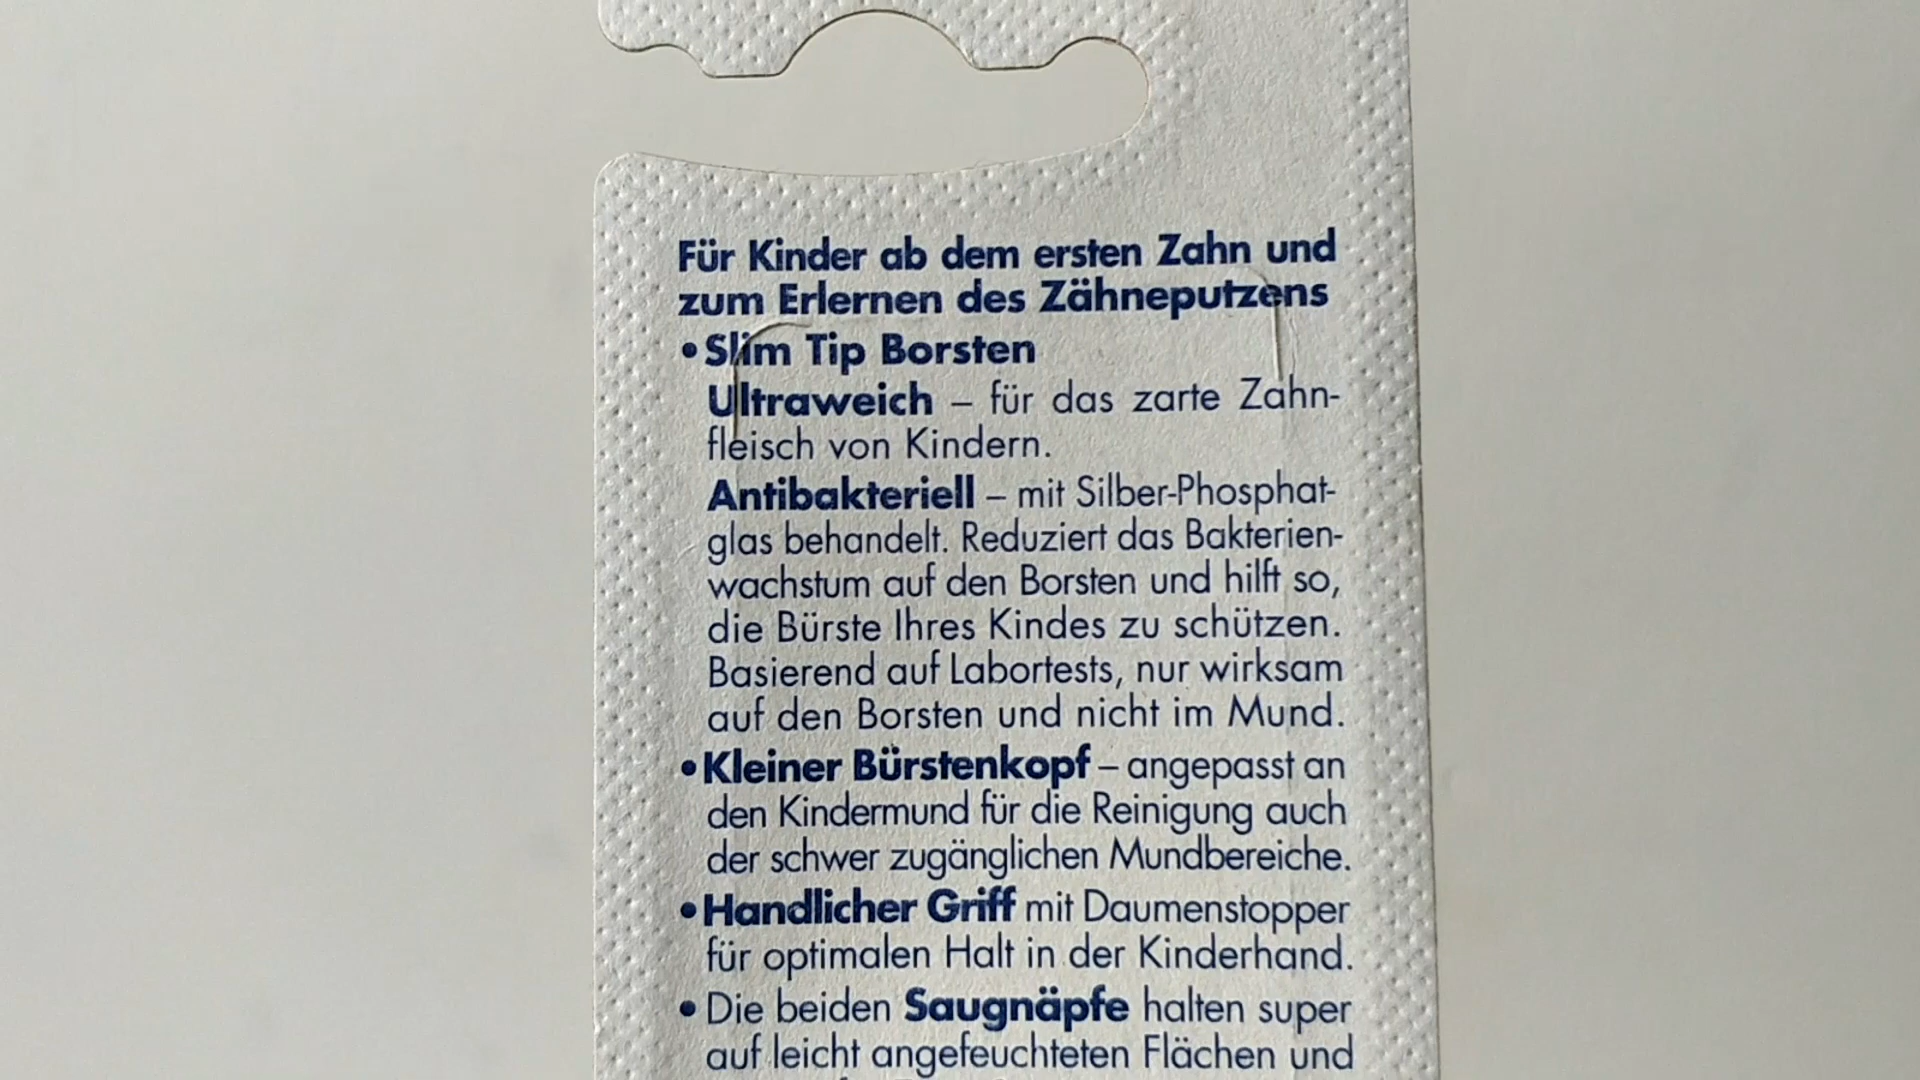 Für Kinder ab dem ersten Zahn und
zum Erlernen des Zähneputzens
• Slim Tip Borsten
Ultraweich – für das zarte Zahn-
fleisch von Kindern.
Antibakteriell – mit Silber-Phosphat-
glas behandelt. Reduziert das Bakterien-
wachstum auf den Borsten und hilft so,
die Bürste Ihres Kindes zu schützen.
Basierend auf Labortests, nur wirksam
auf den Borsten und nicht im Mund.
• Kleiner Bürstenkopf – angepasst an
den Kindermund für die Reinigung auch
der schwer zugänglichen Mundbereiche.
• Handlicher Griff mit Daumenstopper
für optimalen Halt in der Kinderhand.
• Die beiden Saugnäpfe halten super
auf leicht angefeuchteten Flächen und